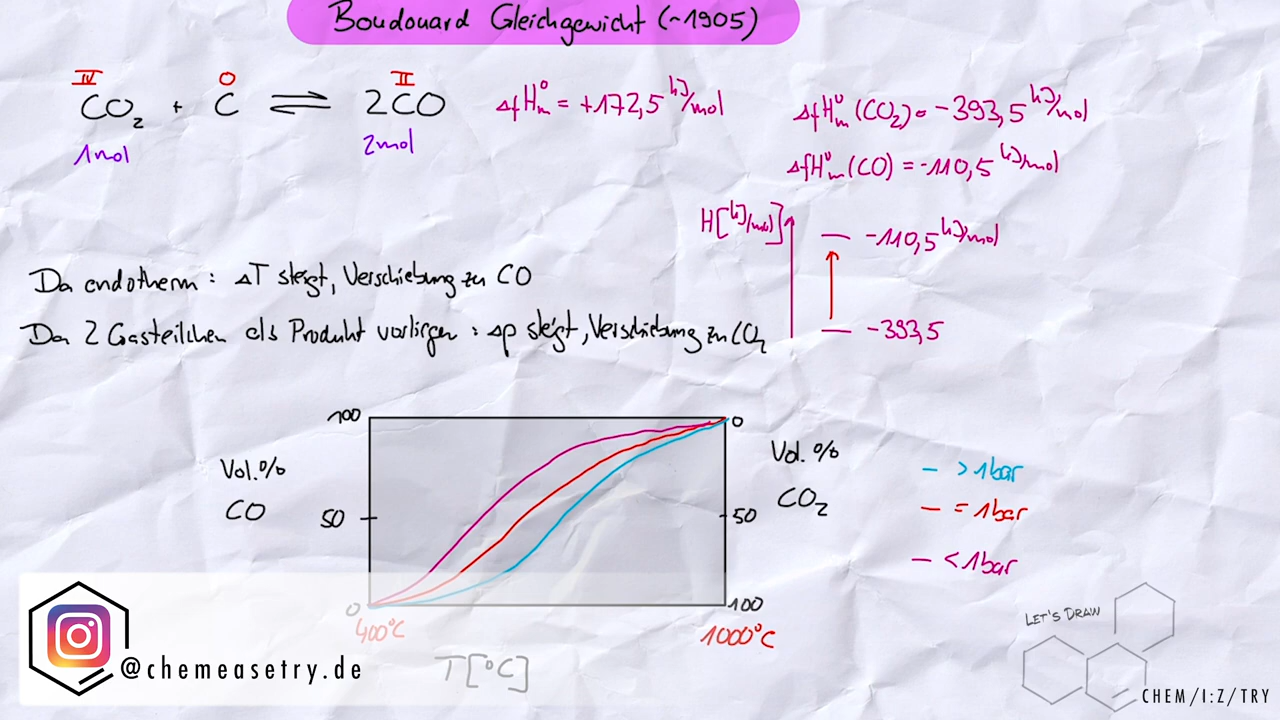 Boudouard Gleichgewicht (~1905)
IV 0 II
CO₂ + C ⇌ 2CO
1mol 2mol
ΔfH⁰m = +172,5 kJ/mol
ΔfH⁰m (CO₂) = -393,5 kJ/mol
ΔfH⁰m (CO) = -110,5 kJ/mol
H[kJ/mol]
-110,5 kJ/mol
-393,5
Da endotherm : ΔT steigt, Verschiebung zu CO
Da 2 Gasteilchen als Produkt vorliegen : Δp steigt, Verschiebung zu CO₂
100
Vol.%
CO
50
0
400°C
T[°C]
1000°C
0
50
100
Vol. %
CO₂
- > 1bar
- = 1bar
- < 1bar
@chemeasetry.de
LET'S DRAW
CHEM/I:Z/TRY